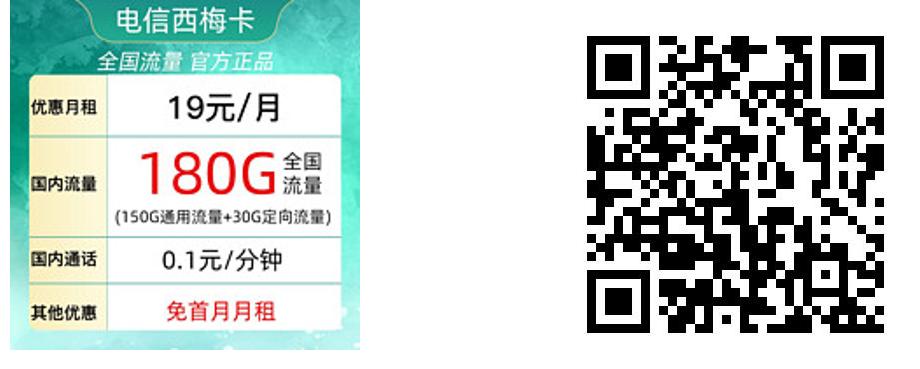 电信西梅卡
全国流量 官方正品
优惠月租
19元/月
国内流量
180G
全国
流量
(150G通用流量+30G定向流量)
国内通话
0.1元/分钟
其他优惠
免首月月租